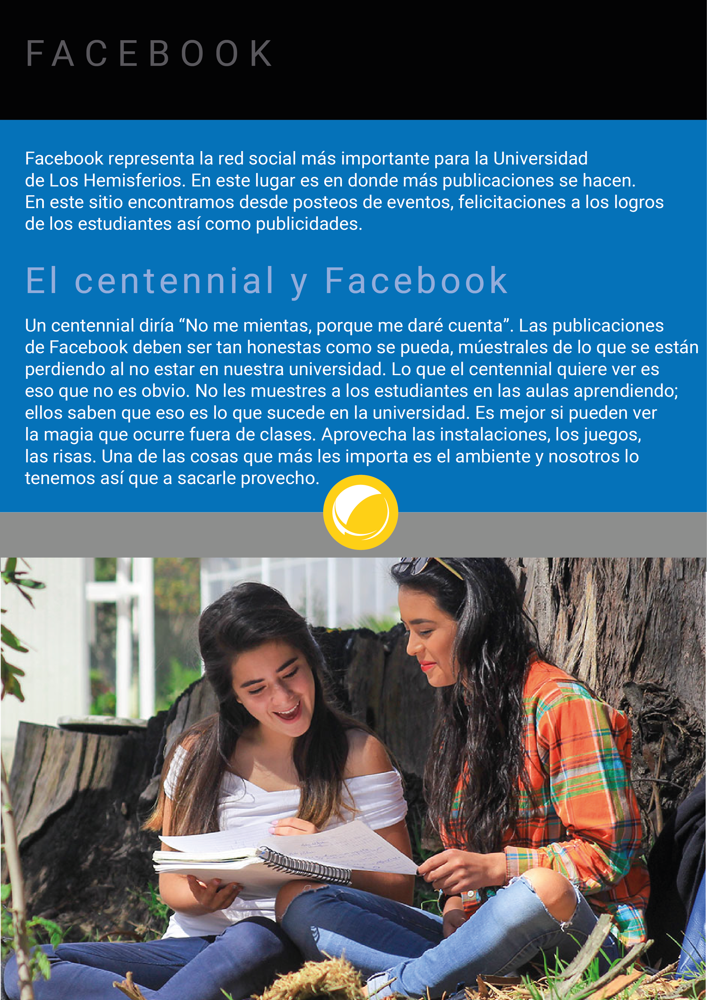 FACEBOOK
Facebook representa la red social más importante para la Universidad
de Los Hemisferios. En este lugar es en donde más publicaciones se hacen.
En este sitio encontramos desde posteos de eventos, felicitaciones a los logros
de los estudiantes así como publicidades.
El centennial y Facebook
Un centennial diría “No me mientas, porque me daré cuenta”. Las publicaciones
de Facebook deben ser tan honestas como se pueda, múestrales de lo que se están
perdiendo al no estar en nuestra universidad. Lo que el centennial quiere ver es
eso que no es obvio. No les muestres a los estudiantes en las aulas aprendiendo;
ellos saben que eso es lo que sucede en la universidad. Es mejor si pueden ver
la magia que ocurre fuera de clases. Aprovecha las instalaciones, los juegos,
las risas. Una de las cosas que más les importa es el ambiente y nosotros lo
tenemos así que a sacarle provecho.